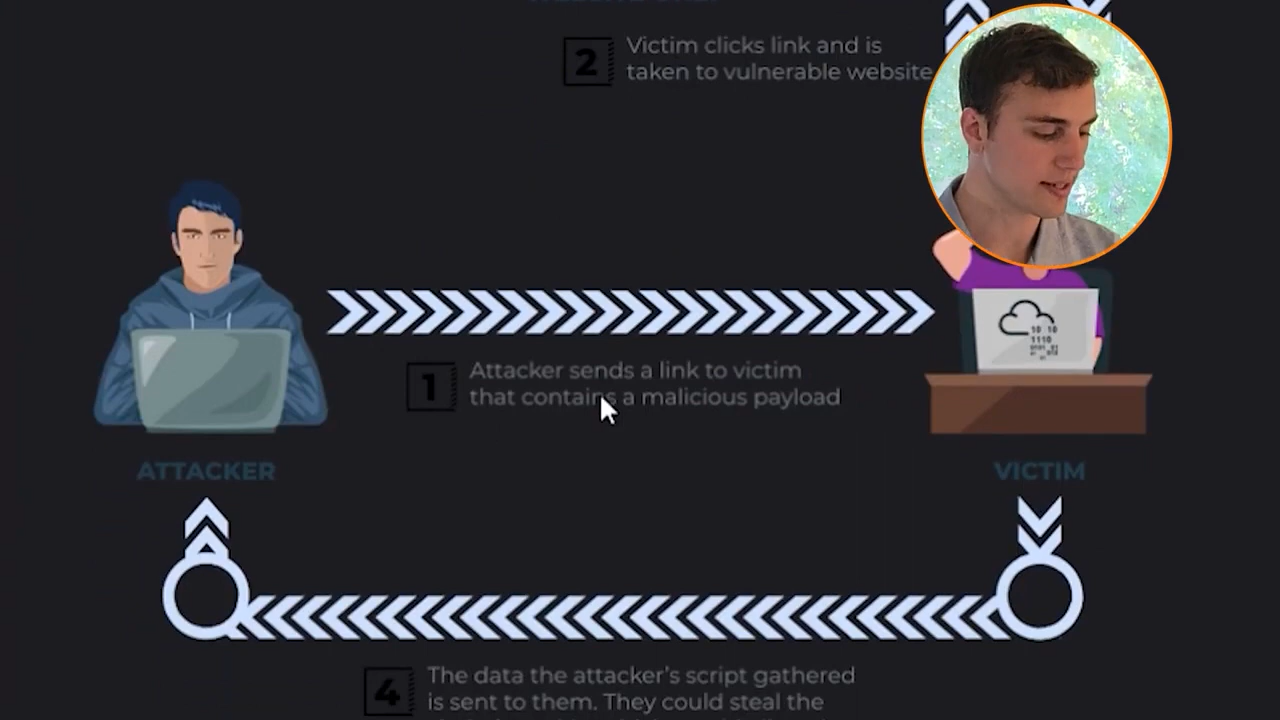 2
Victim clicks link and is
taken to vulnerable website
1
Attacker sends a link to victim
that contains a malicious payload
ATTACKER
VICTIM
4
The data the attacker's script gathered
is sent to them. They could steal the